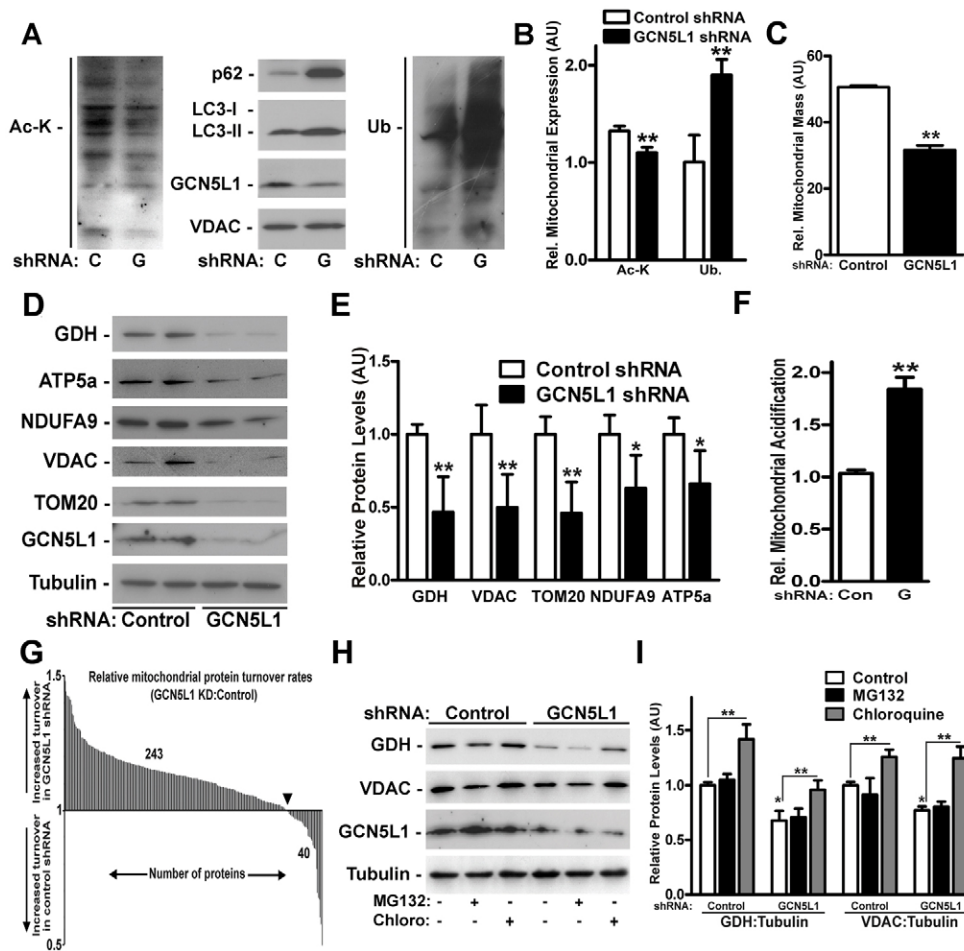 A
Ac-K -
shRNA: C G
p62 -
LC3-I
LC3-II -
GCN5L1 -
VDAC -
shRNA: C G
Ub -
C G
B
Control shRNA
GCN5L1 shRNA
Rel. Mitochondrial Expression (AU)
2.0
1.0
0.0
**
**
Ac-K Ub.
C
Rel. Mitochondrial Mass (AU)
60
40
20
0
**
shRNA: Control GCN5L1
D
GDH -
ATP5a -
NDUFA9 -
VDAC -
TOM20 -
GCN5L1 -
Tubulin -
shRNA: Control GCN5L1
E
Relative Protein Levels (AU)
1.5
1.0
0.5
0.0
Control shRNA
GCN5L1 shRNA
** ** ** * *
GDH VDAC TOM20 NDUFA9 ATP5a
F
Rel. Mitochondrial Acidification
2.0
1.5
1.0
0.5
0.0
**
shRNA: Con G
G
Relative mitochondrial protein turnover rates
(GCN5L1 KD:Control)
1.5
1
0.5
Increased turnover
in GCN5L1 shRNA
Increased turnover
in control shRNA
243
40
Number of proteins
H
shRNA: Control GCN5L1
GDH -
VDAC -
GCN5L1 -
Tubulin -
MG132: - + - - + -
Chloro: - - + - - +
I
Control
MG132
Chloroquine
Relative Protein Levels (AU)
1.5
1.0
0.5
0.0
** ** ** **
* *
shRNA: Control GCN5L1 Control GCN5L1
GDH:Tubulin VDAC:Tubulin